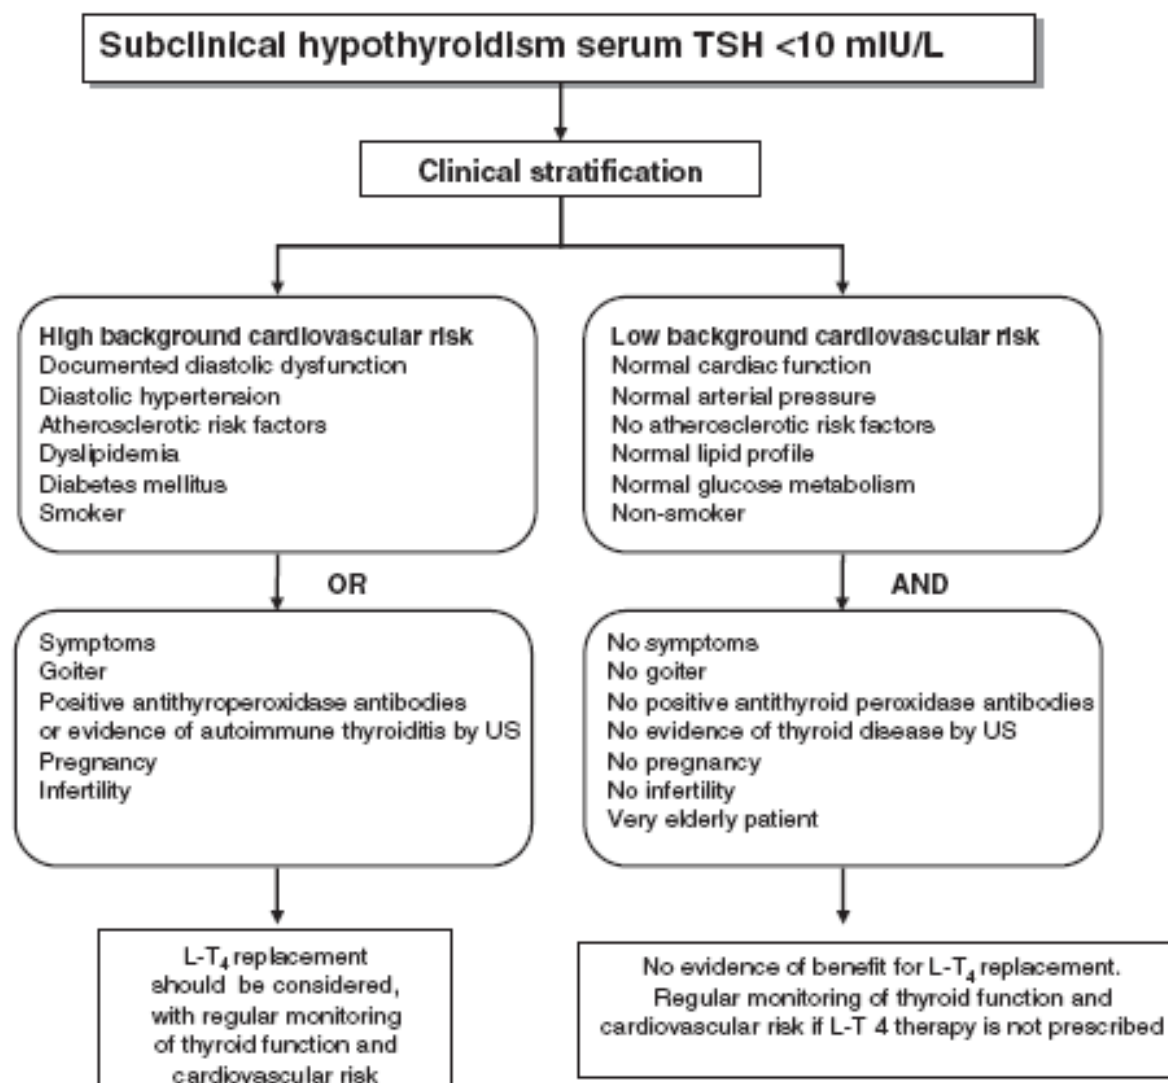 Subclinical hypothyroidism serum TSH <10 mIU/L
Clinical stratification
High background cardiovascular risk
Documented diastolic dysfunction
Diastolic hypertension
Atherosclerotic risk factors
Dyslipidemia
Diabetes mellitus
Smoker
OR
Symptoms
Goiter
Positive antithyroperoxidase antibodies
or evidence of autoimmune thyroiditis by US
Pregnancy
Infertility
L-T4 replacement
should be considered,
with regular monitoring
of thyroid function and
cardiovascular risk
Low background cardiovascular risk
Normal cardiac function
Normal arterial pressure
No atherosclerotic risk factors
Normal lipid profile
Normal glucose metabolism
Non-smoker
AND
No symptoms
No goiter
No positive antithyroid peroxidase antibodies
No evidence of thyroid disease by US
No pregnancy
No infertility
Very elderly patient
No evidence of benefit for L-T4 replacement.
Regular monitoring of thyroid function and
cardiovascular risk if L-T 4 therapy is not prescribed